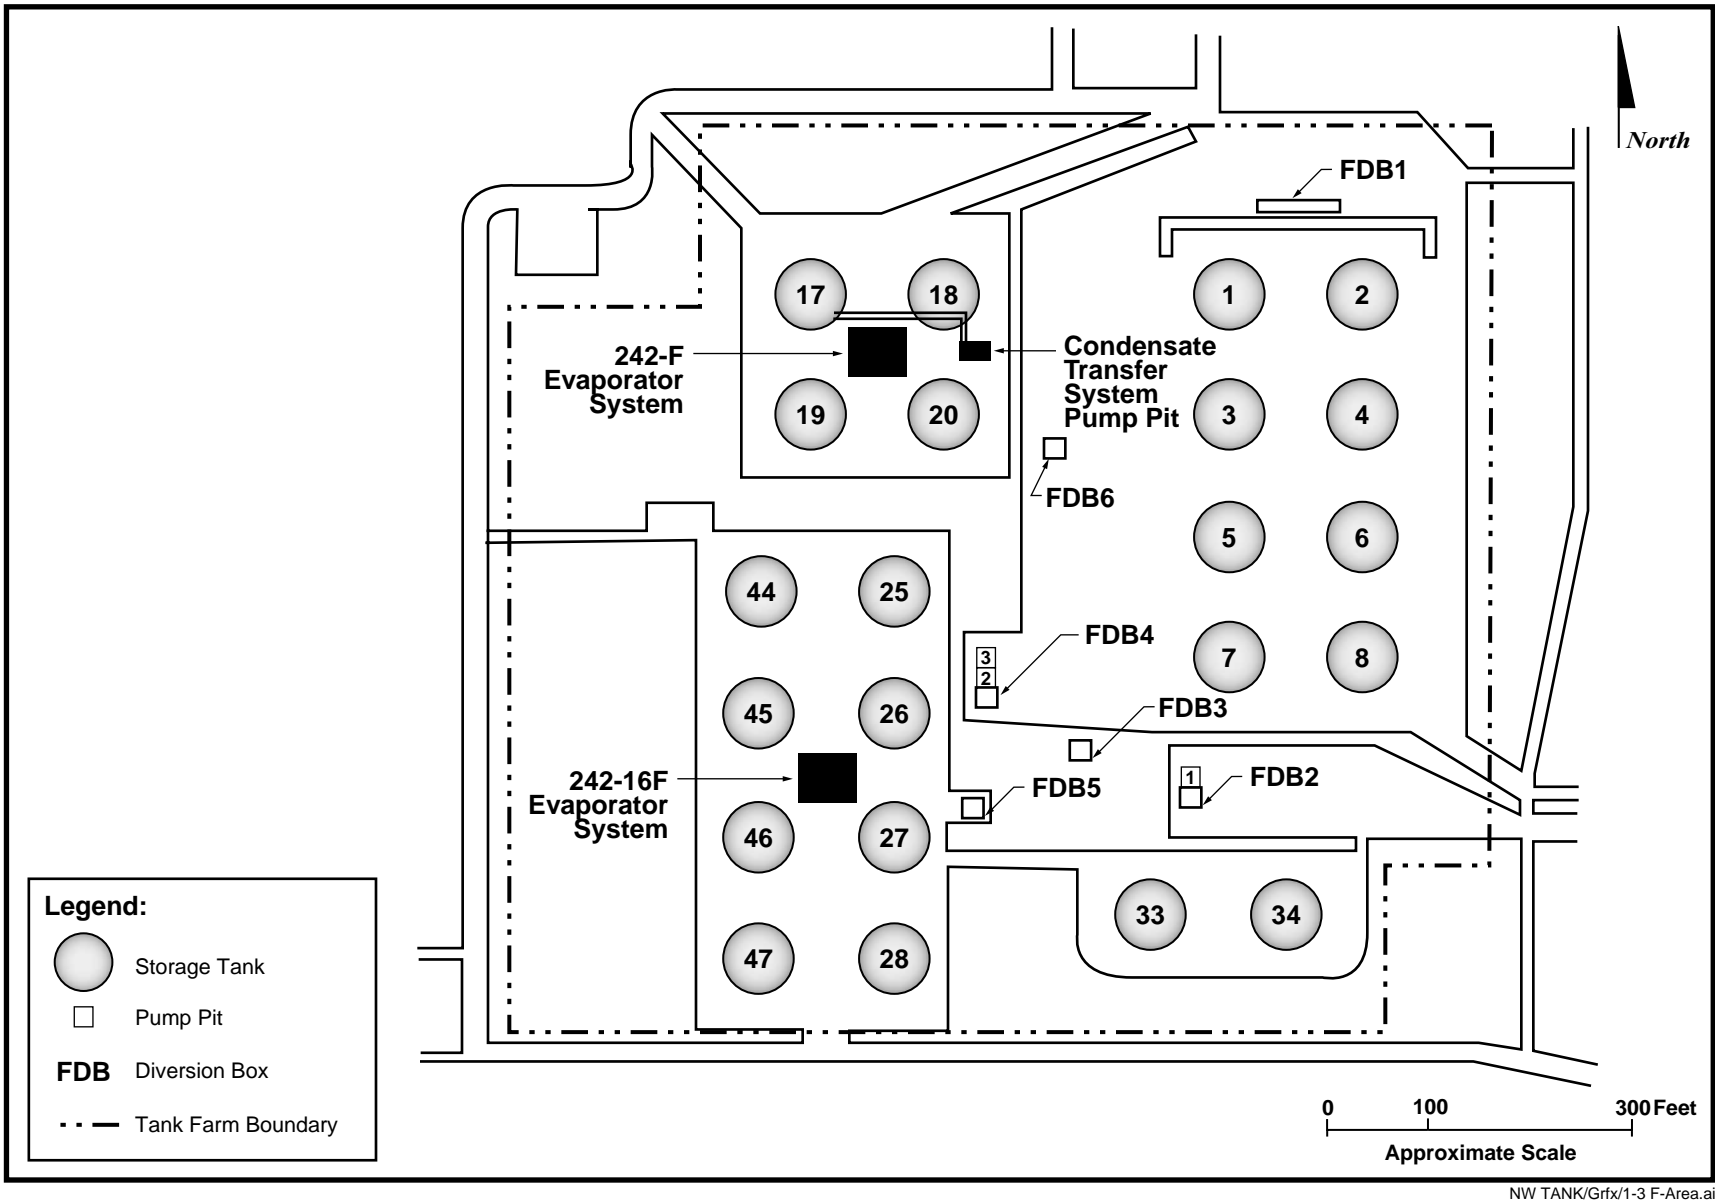 North
FDB1
17
18
1
2
242-F
Evaporator
System
Condensate
Transfer
System
Pump Pit
19
20
3
4
FDB6
5
6
44
25
FDB4
3
2
7
8
45
26
FDB3
242-16F
Evaporator
System
FDB5
1
FDB2
46
27
33
34
47
28
Legend:
Storage Tank
Pump Pit
FDB Diversion Box
Tank Farm Boundary
0 100 300 Feet
Approximate Scale
NW TANK/Grfx/1-3 F-Area.ai